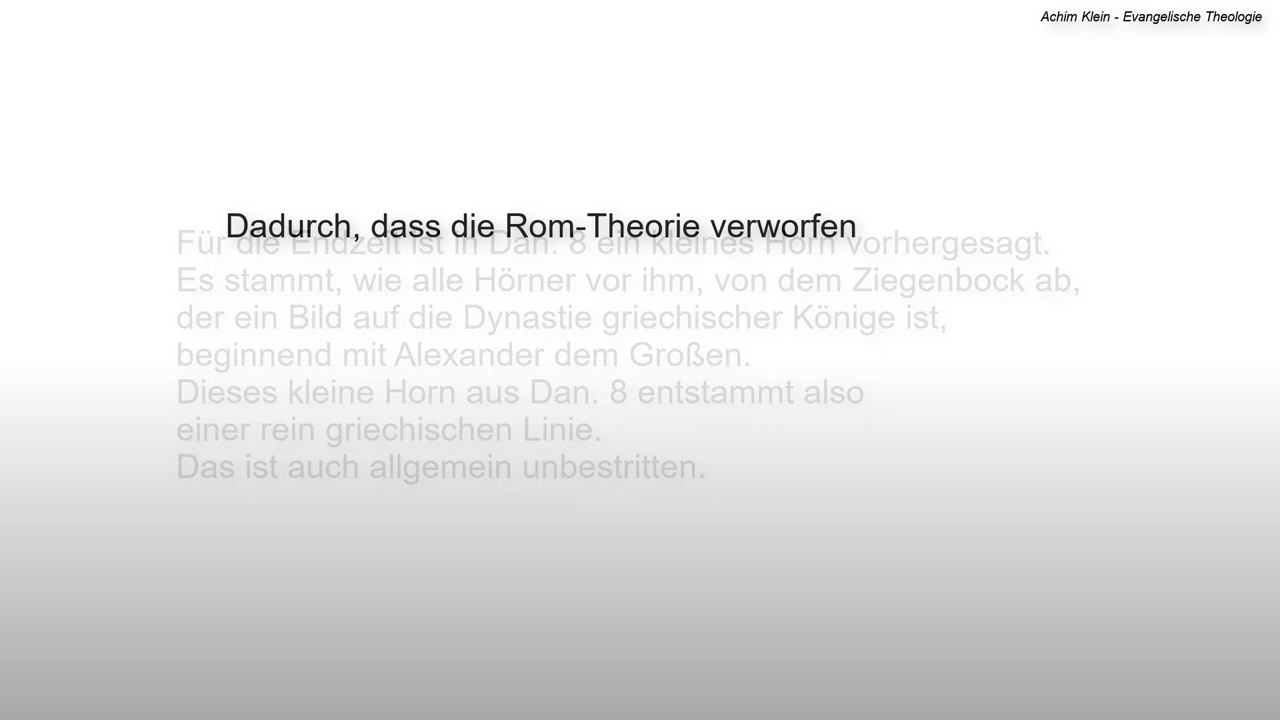 Achim Klein - Evangelische Theologie
Dadurch, dass die Rom-Theorie verworfen
Für die Endzeit ist in Dan. 8 ein kleines Horn vorhergesagt.
Es stammt, wie alle Hörner vor ihm, von dem Ziegenbock ab,
der ein Bild auf die Dynastie griechischer Könige ist,
beginnend mit Alexander dem Großen.
Dieses kleine Horn aus Dan. 8 entstammt also
einer rein griechischen Linie.
Das ist auch allgemein unbestritten.